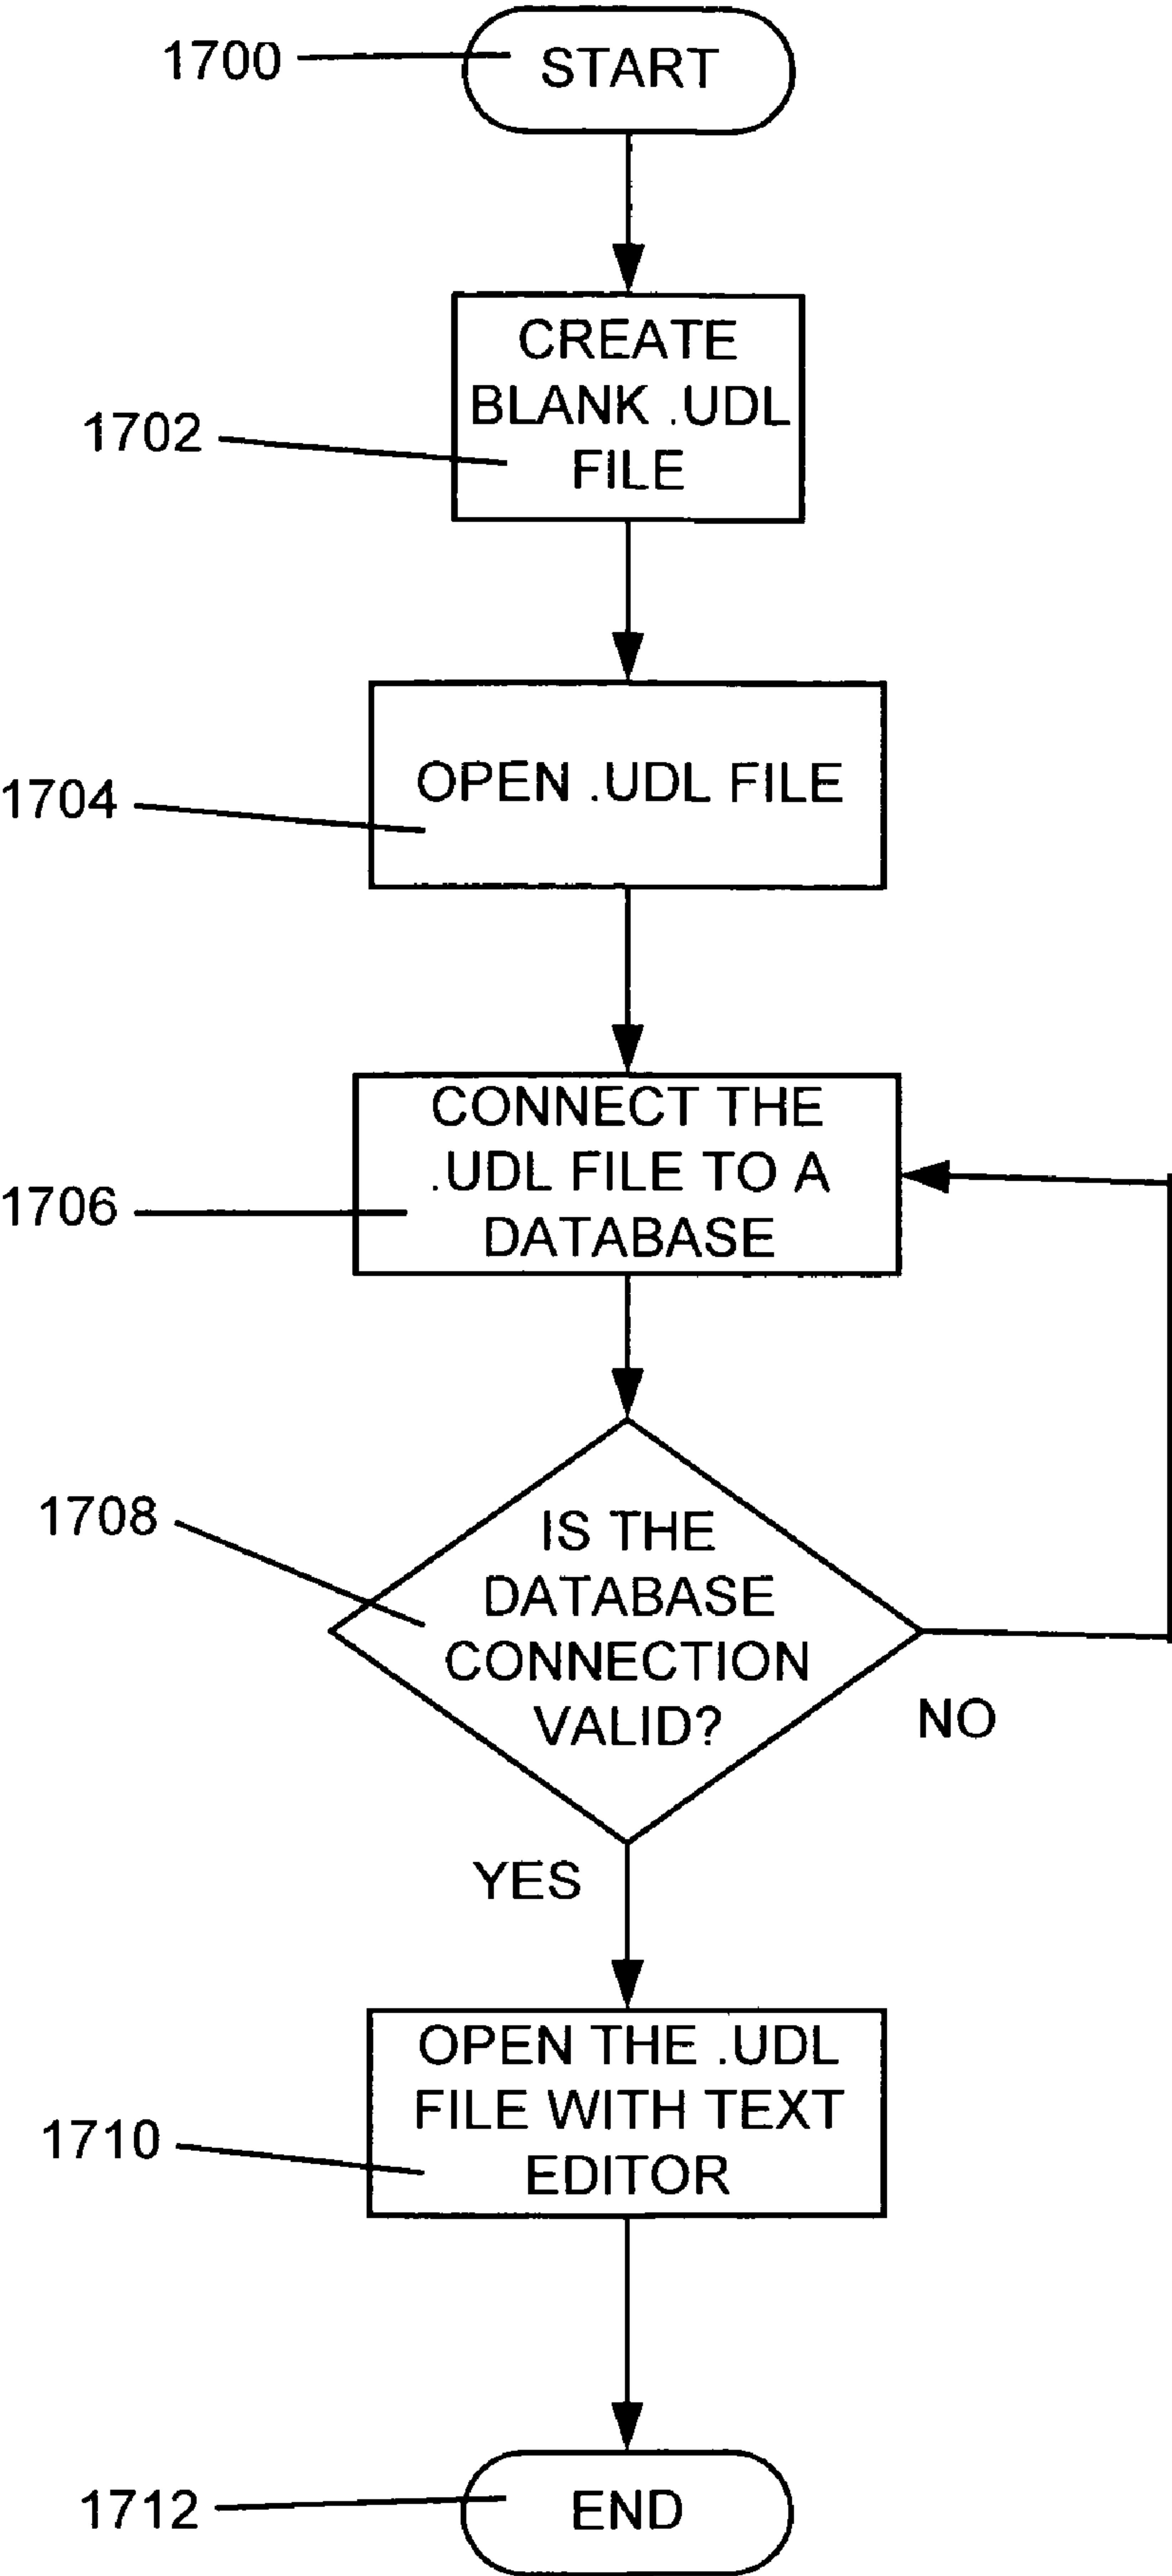 1700
START
CREATE
BLANK .UDL
FILE
1702
OPEN .UDL FILE
1704
CONNECT THE
.UDL FILE TO A
DATABASE
1706
IS THE
DATABASE
CONNECTION
VALID?
1708
NO
YES
OPEN THE .UDL
FILE WITH TEXT
EDITOR
1710
END
1712